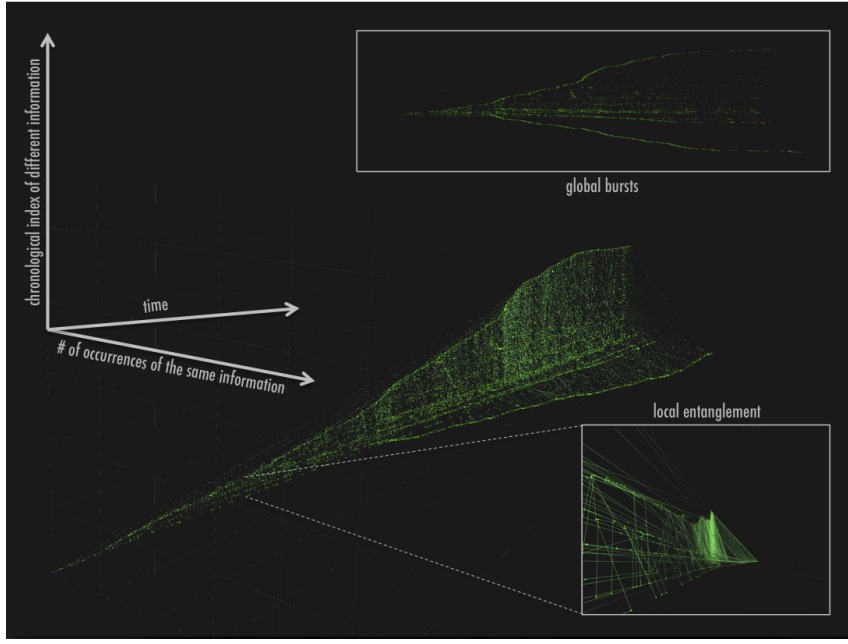 chronological index of different information
time
# of occurrences of the same information
global bursts
local entanglement